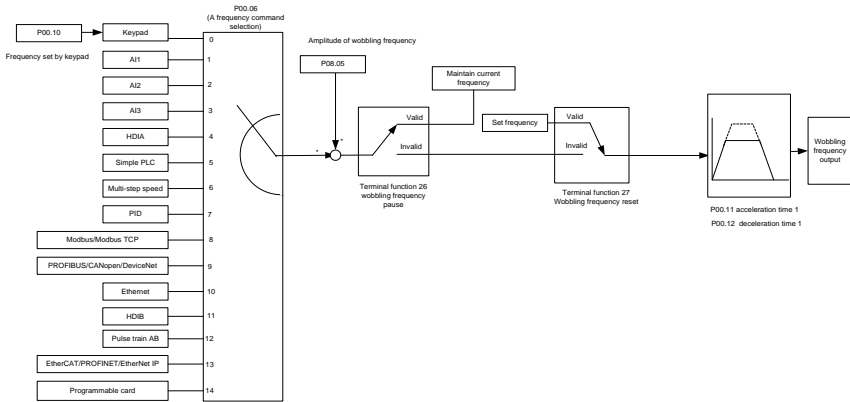 P00.06
(A frequency command
selection)
P00.10
Keypad
0
Frequency set by keypad
AI1
1
AI2
2
AI3
3
HDIA
4
Simple PLC
5
Multi-step speed
6
PID
7
Modbus/Modbus TCP
8
PROFIBUS/CANopen/DeviceNet
9
Ethernet
10
HDIB
11
Pulse train AB
12
EtherCAT/PROFINET/EtherNet IP
13
Programmable card
14
Amplitude of wobbling frequency
P08.05
+
+
Maintain current
frequency
Valid
Invalid
Terminal function 26
wobbling frequency
pause
Set frequency
Valid
Invalid
Terminal function 27
Wobbling frequency reset
P00.11 acceleration time 1
P00.12 deceleration time 1
Wobbling
frequency
output